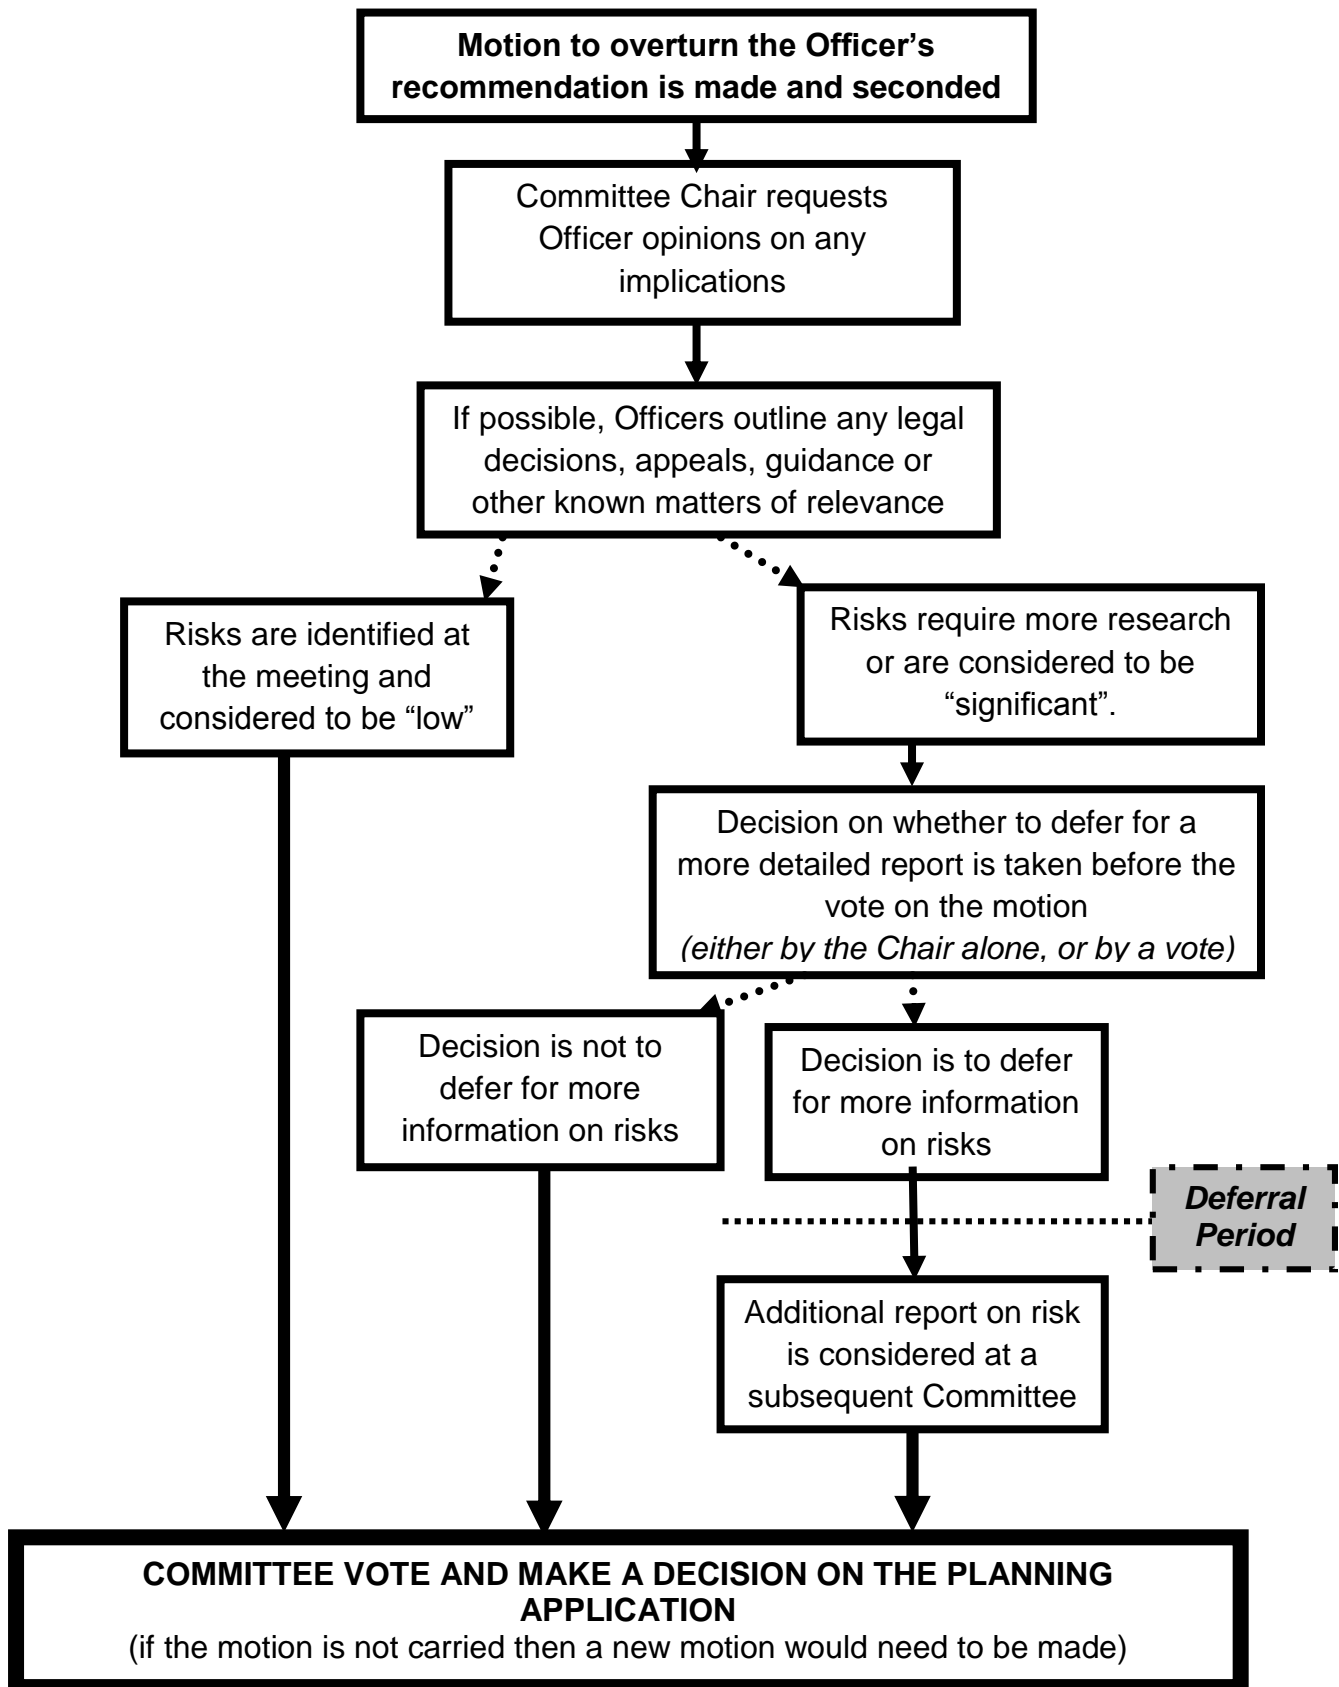 Motion to overturn the Officer’s
recommendation is made and seconded
Committee Chair requests
Officer opinions on any
implications
If possible, Officers outline any legal
decisions, appeals, guidance or
other known matters of relevance
Risks are identified at
the meeting and
considered to be “low”
Risks require more research
or are considered to be
“significant”.
Decision on whether to defer for a
more detailed report is taken before the
vote on the motion
(either by the Chair alone, or by a vote)
Decision is not to
defer for more
information on risks
Decision is to defer
for more information
on risks
Deferral
Period
Additional report on risk
is considered at a
subsequent Committee
COMMITTEE VOTE AND MAKE A DECISION ON THE PLANNING
APPLICATION
(if the motion is not carried then a new motion would need to be made)